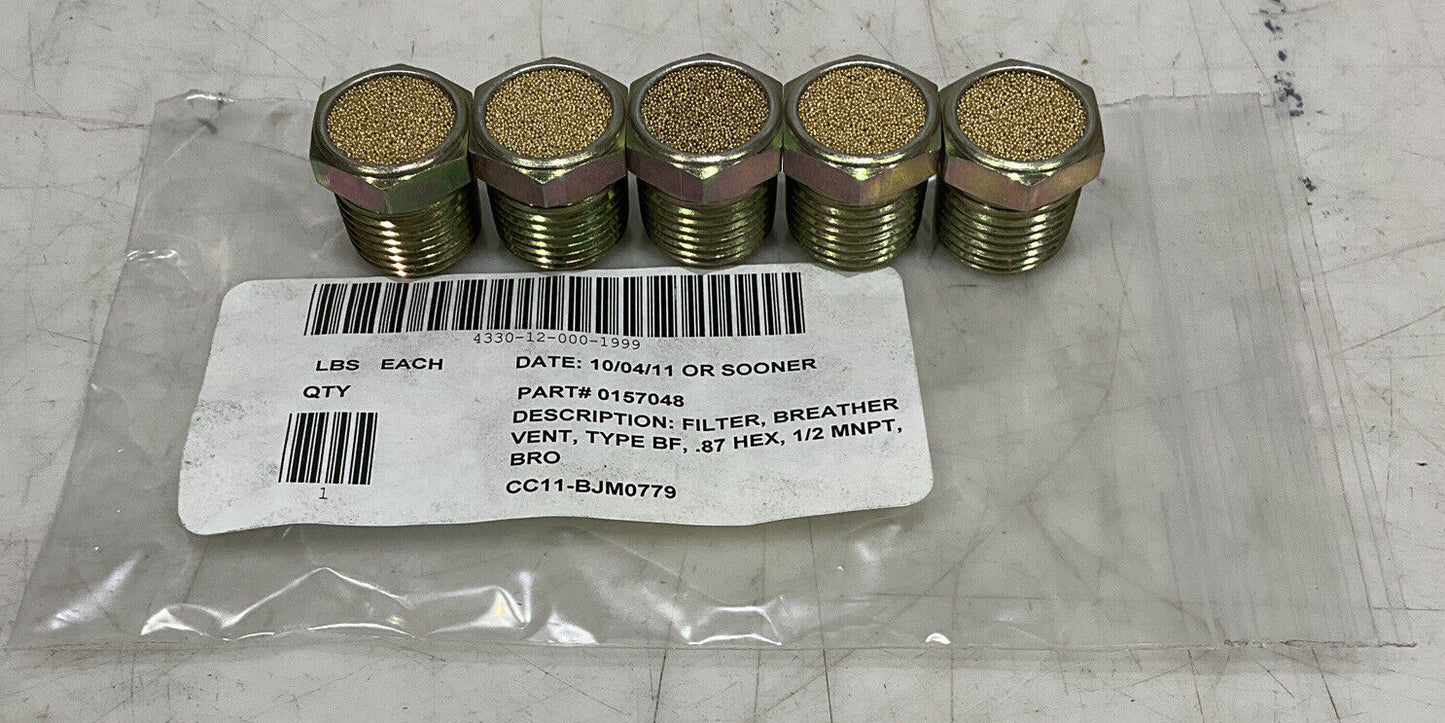 4330-12-000-1999
LBS EACH
DATE: 10/04/11 OR SOONER
QTY
PART# 0157048
DESCRIPTION: FILTER, BREATHER
VENT, TYPE BF, .87 HEX, 1/2 MNPT,
BRO
1
CC11-BJM0779